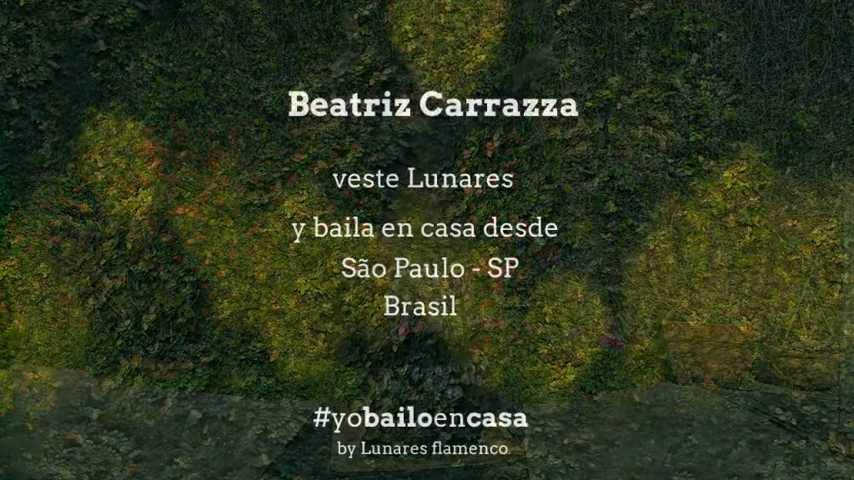 Beatriz Carrazza
veste Lunares
y baila en casa desde
São Paulo - SP
Brasil
#yobailoencasa
by Lunares flamenco